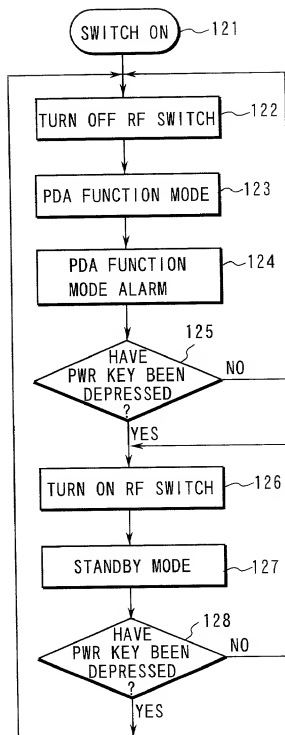 SWITCH ON
121
TURN OFF RF SWITCH
122
PDA FUNCTION MODE
123
PDA FUNCTION
MODE ALARM
124
125
HAVE
PWR KEY BEEN
DEPRESSED
?
NO
YES
TURN ON RF SWITCH
126
STANDBY MODE
127
128
HAVE
PWR KEY BEEN
DEPRESSED
?
NO
YES